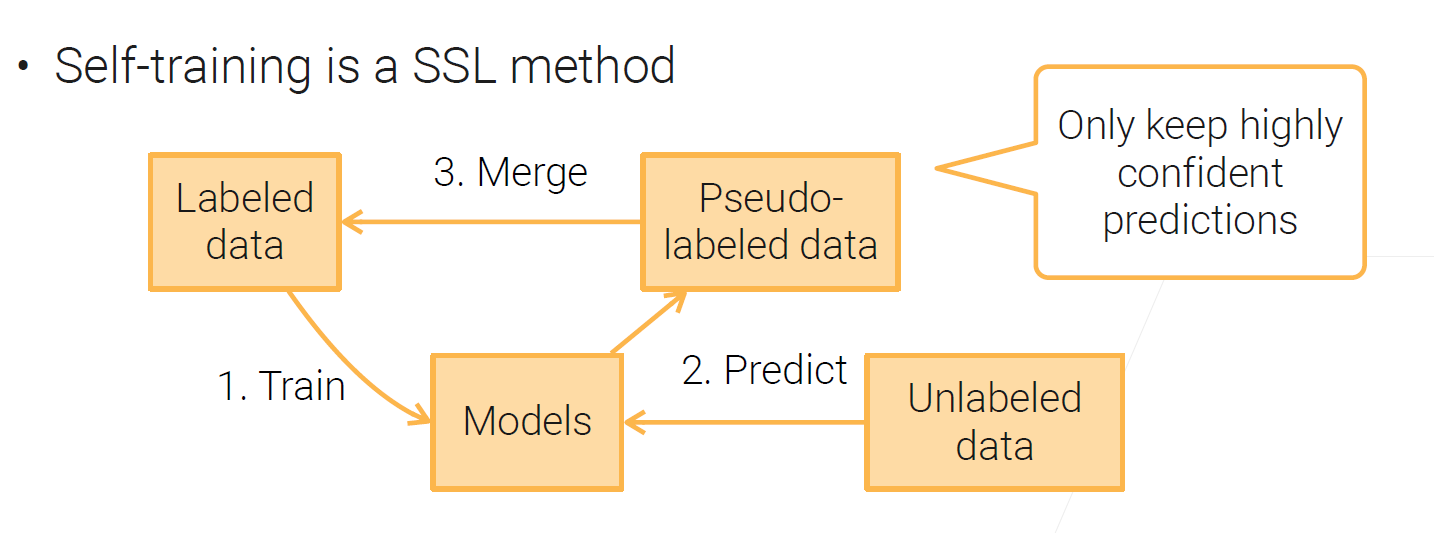 • Self-training is a SSL method
Only keep highly
confident
predictions
3. Merge
Labeled
data
Pseudo-
labeled data
1. Train
Models
2. Predict
Unlabeled
data